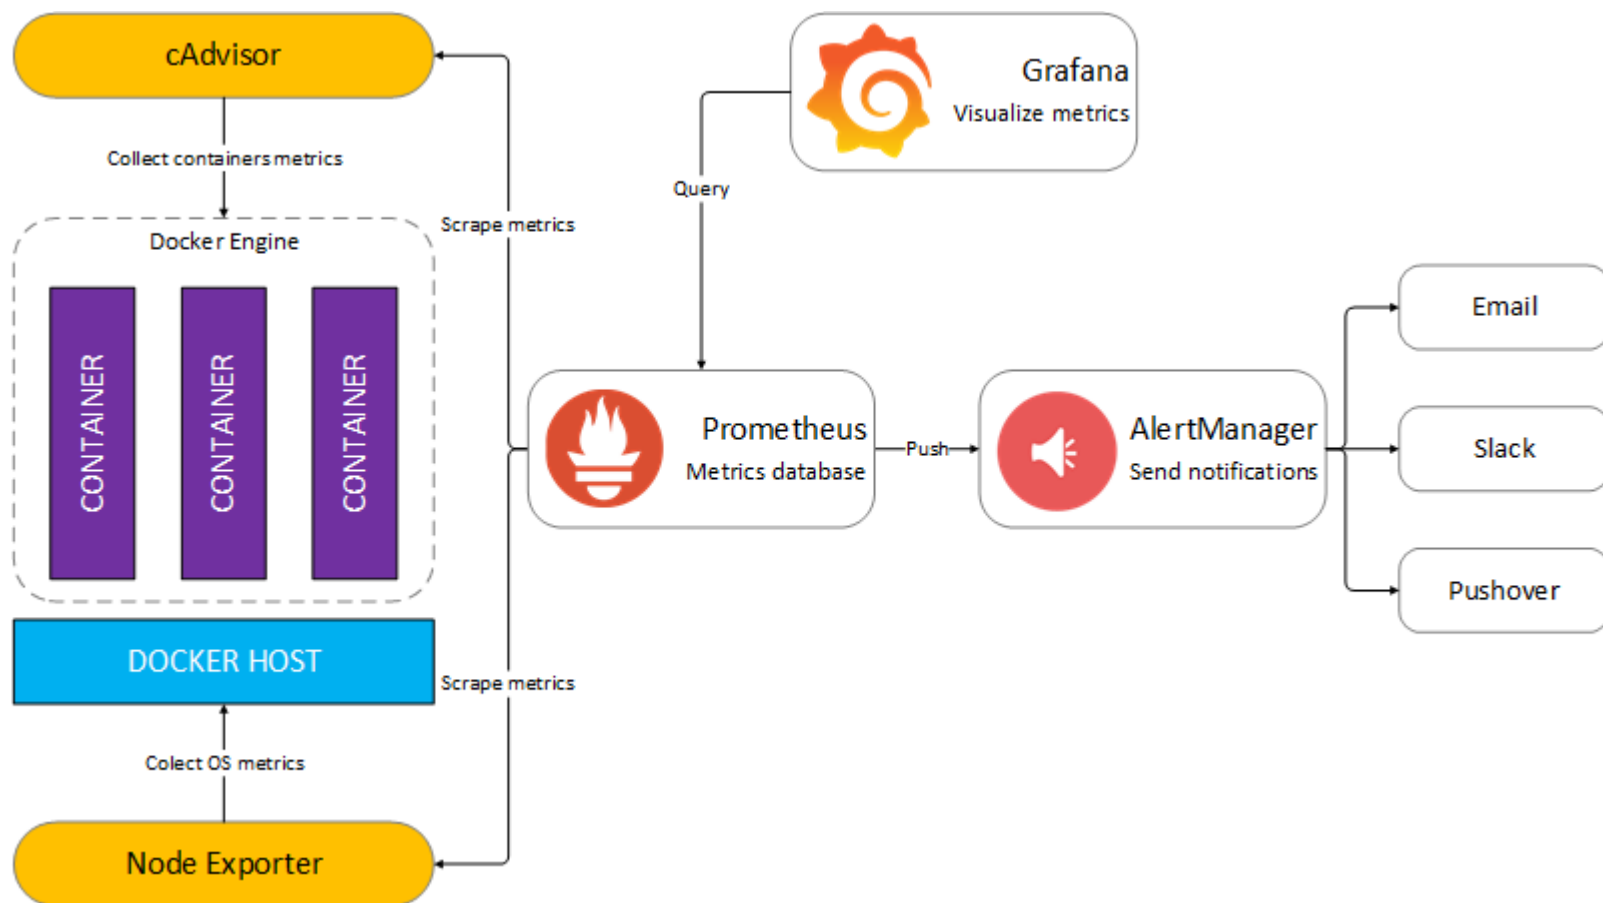 cAdvisor
Collect containers metrics
Docker Engine
CONTAINER
CONTAINER
CONTAINER
DOCKER HOST
Colect OS metrics
Node Exporter
Scrape metrics
Scrape metrics
Grafana
Visualize metrics
Query
Prometheus
Metrics database
Push
AlertManager
Send notifications
Email
Slack
Pushover